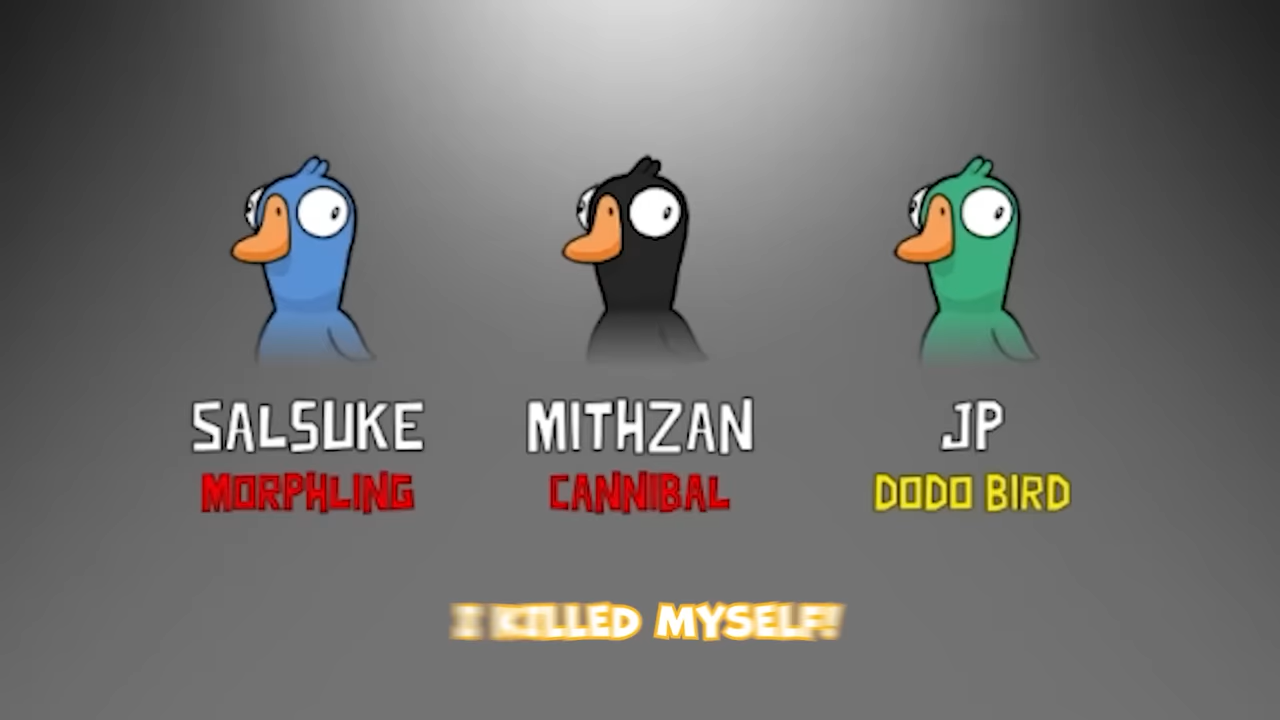 SALSUKE MITHZAN JP
MORPHLING CANNIBAL DODO BIRD
I KILLED MYSELF!